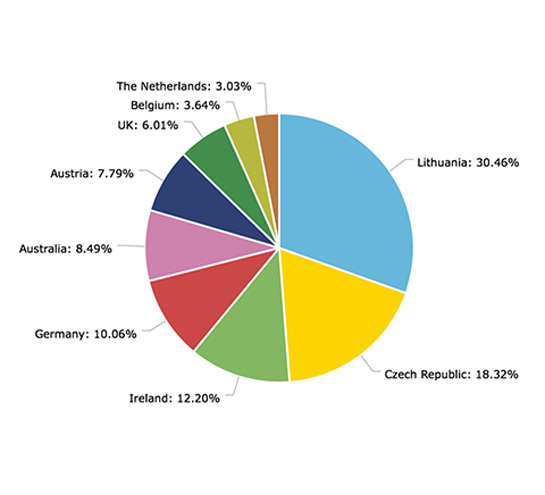 The Netherlands: 3.03%
Belgium: 3.64%
UK: 6.01%
Lithuania: 30.46%
Austria: 7.79%
Australia: 8.49%
Germany: 10.06%
Czech Republic: 18.32%
Ireland: 12.20%